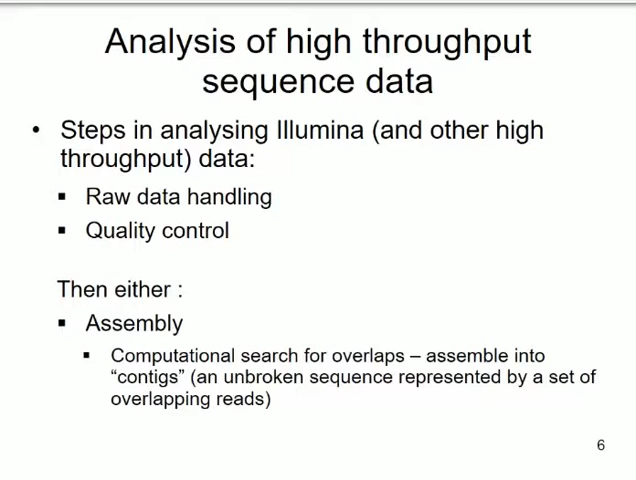 Analysis of high throughput
sequence data
• Steps in analysing Illumina (and other high
throughput) data:
▪ Raw data handling
▪ Quality control
Then either :
▪ Assembly
▪ Computational search for overlaps – assemble into
“contigs” (an unbroken sequence represented by a set of
overlapping reads)
6